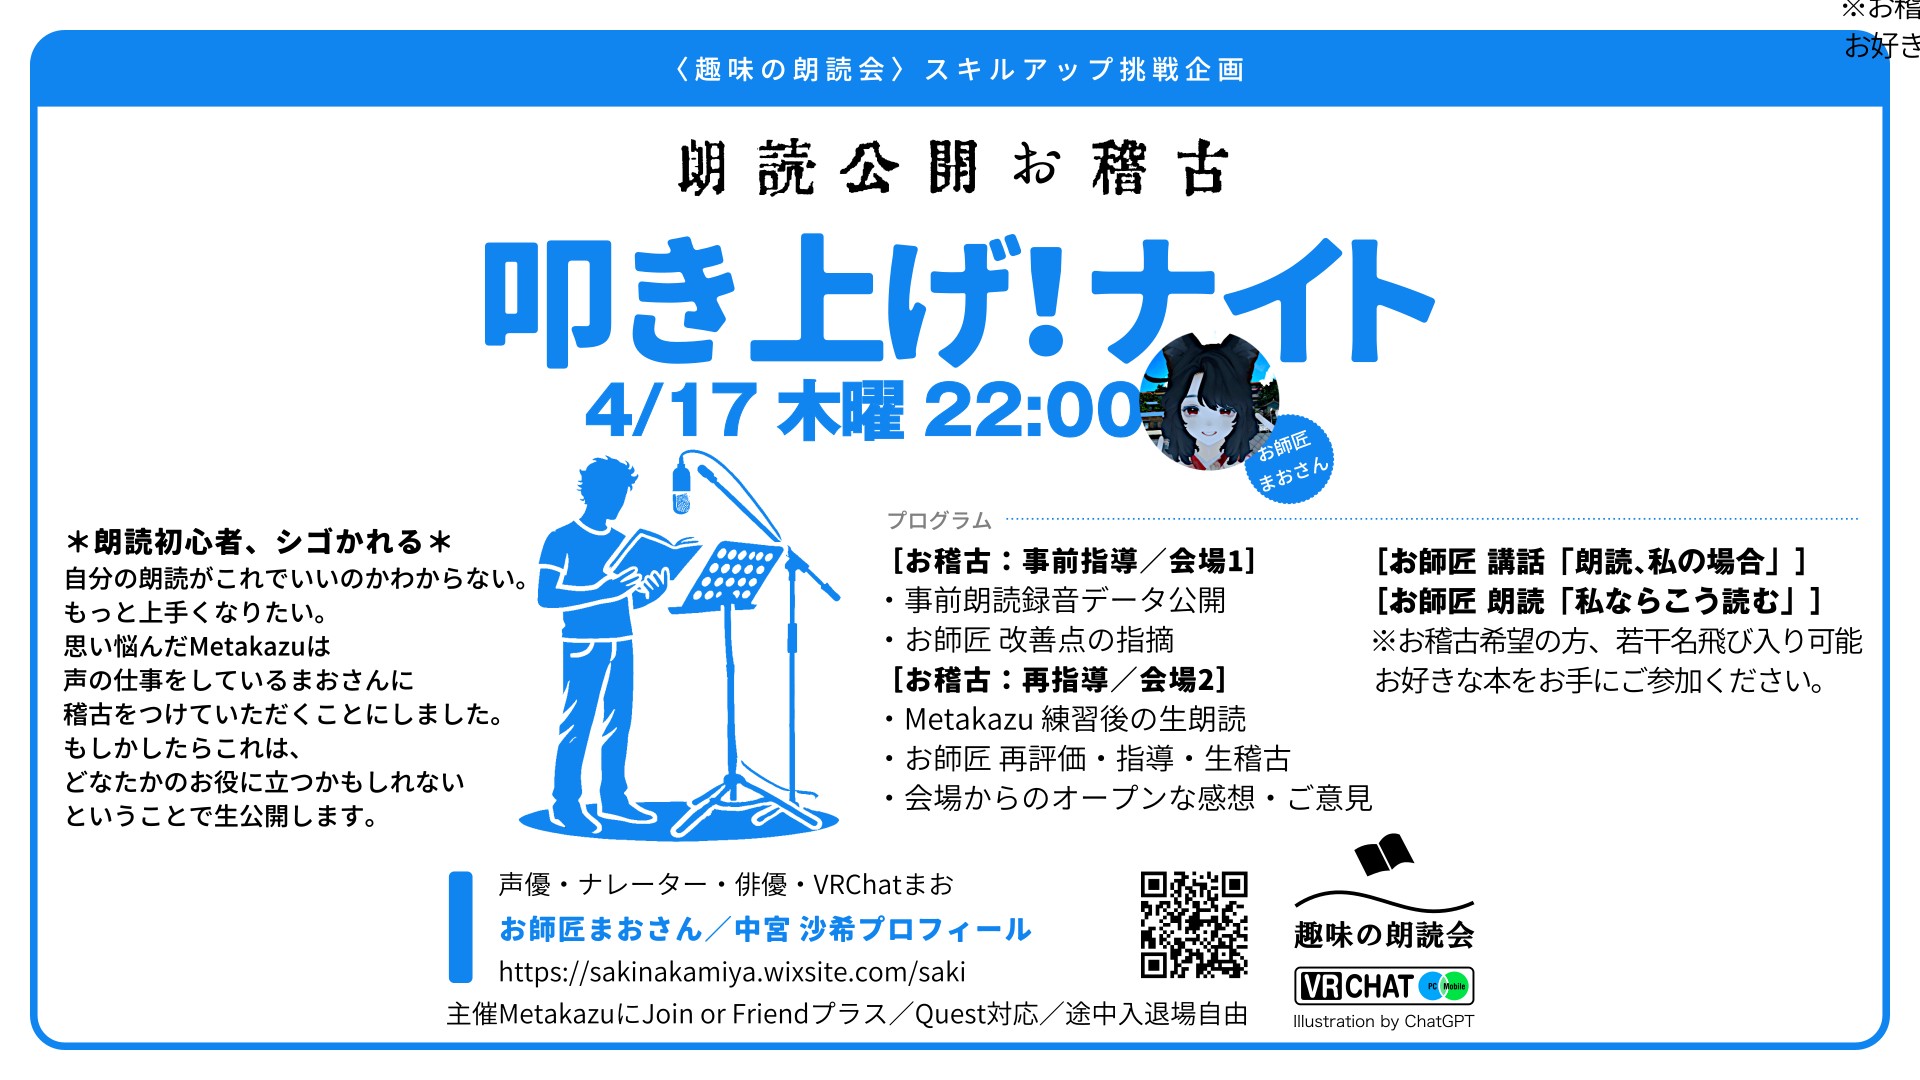 ※お稽
お好き
〈趣味の朗読会〉スキルアップ挑戦企画
朗読公開お稽古
叩き上げ!ナイト
4/17 木曜 22:00
お師匠
まおさん
＊朗読初心者、シゴかれる＊
自分の朗読がこれでいいのかわからない。
もっと上手くなりたい。
思い悩んだMetakazuは
声の仕事をしているまおさんに
稽古をつけていただくことにしました。
もしかしたらこれは、
どなたかのお役に立つかもしれない
ということで生公開します。
プログラム
［お稽古：事前指導／会場1］
・事前朗読録音データ公開
・お師匠 改善点の指摘
［お稽古：再指導／会場2］
・Metakazu 練習後の生朗読
・お師匠 再評価・指導・生稽古
・会場からのオープンな感想・ご意見
［お師匠 講話「朗読、私の場合」］
［お師匠 朗読「私ならこう読む」］
※お稽古希望の方、若干名飛び入り可能
お好きな本をお手にご参加ください。
声優・ナレーター・俳優・VRChatまお
お師匠まおさん／中宮 沙希プロフィール
https://sakinakamiya.wixsite.com/saki
主催MetakazuにJoin or Friendプラス／Quest対応／途中入退場自由
趣味の朗読会
VRCHAT PC Mobile
Illustration by ChatGPT